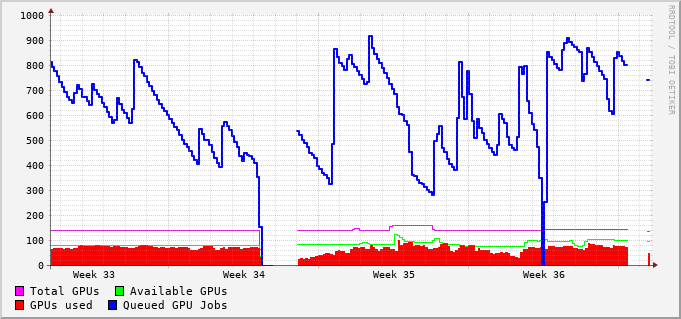 1000
900
800
700
600
500
400
300
200
100
0
Week 33 Week 34 Week 35 Week 36
Total GPUs Available GPUs
GPUs used Queued GPU Jobs
RRDTOOL / TOBI OETIKER